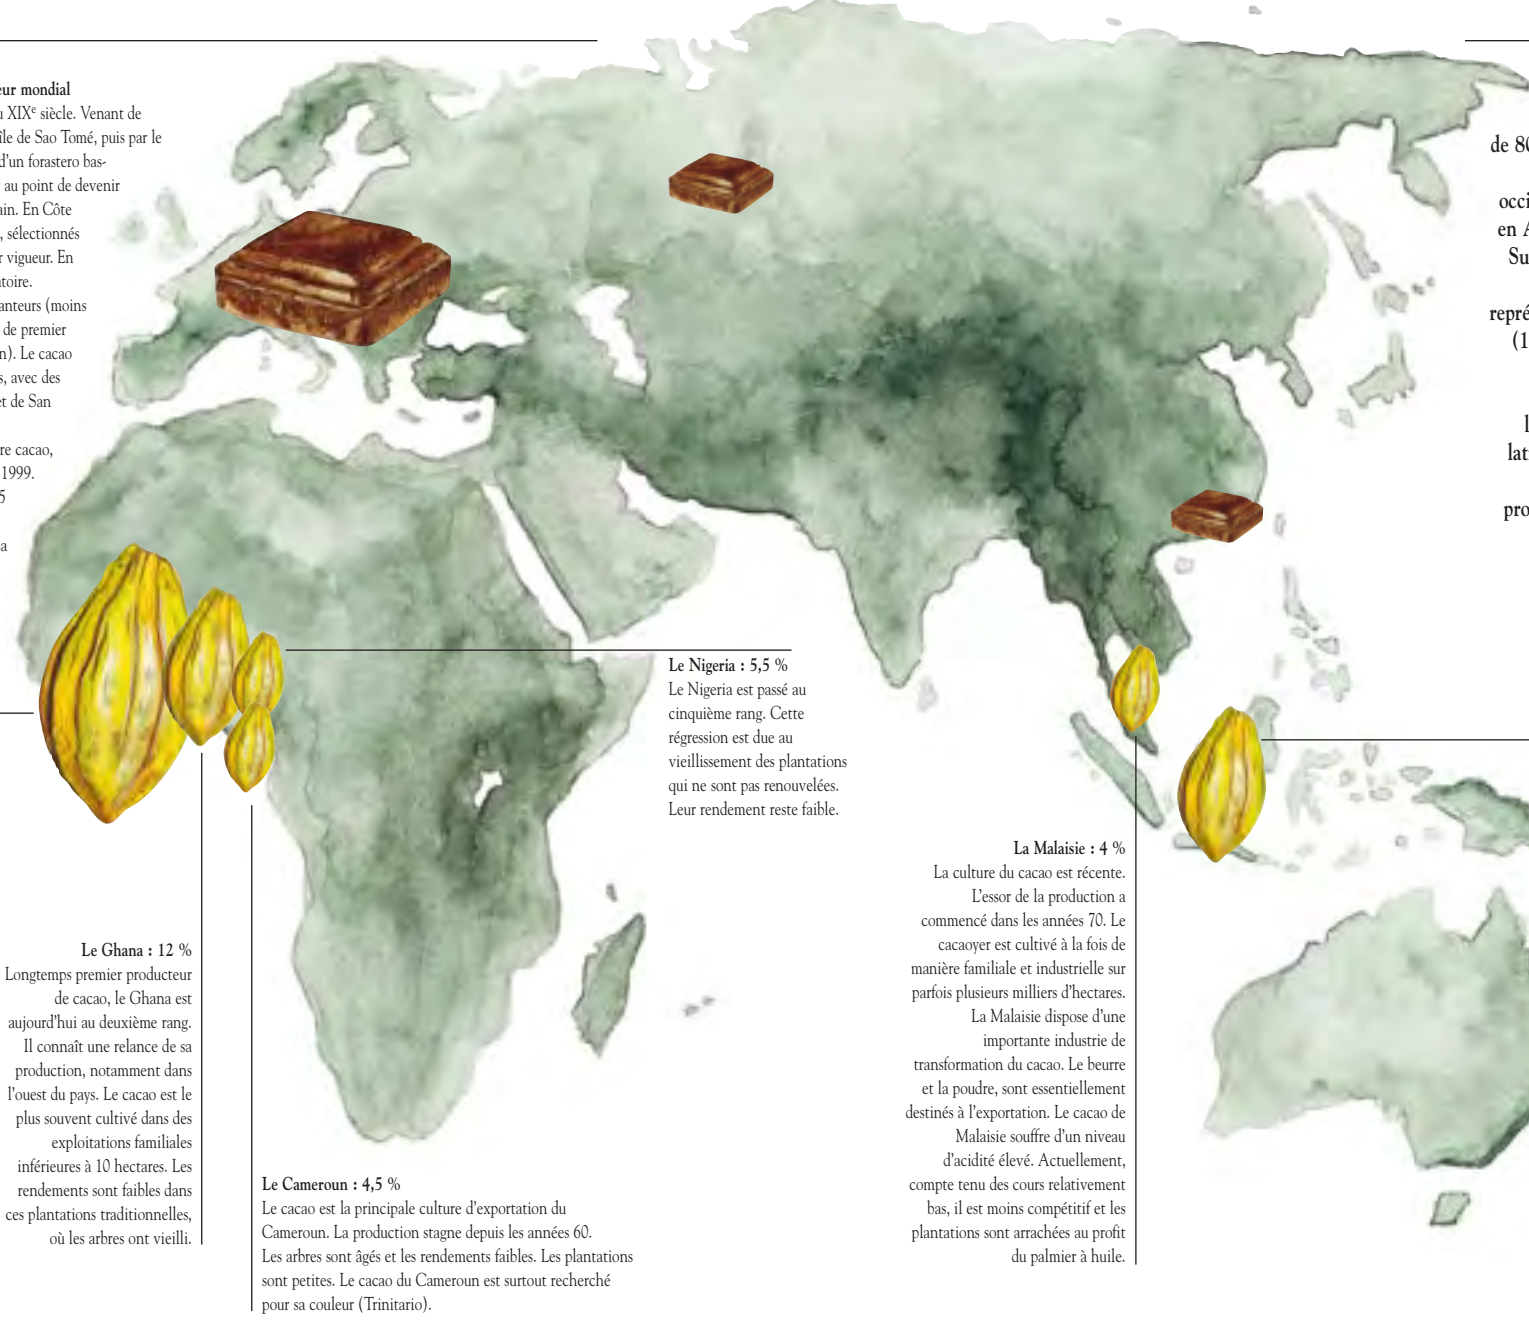 eur mondial
u XIXe siècle. Venant de
île de Sao Tomé, puis par le
d'un forastero bas-
au point de devenir
ain. En Côte
, sélectionnés
r vigueur. En
atoire.
anteurs (moins
de premier
n). Le cacao
s, avec des
et de San
re cacao,
1999.
5
a
de 80
occi
en A
Su
repré
(1
l
lat
pro
Le Nigeria : 5,5 %
Le Nigeria est passé au
cinquième rang. Cette
régression est due au
vieillissement des plantations
qui ne sont pas renouvelées.
Leur rendement reste faible.
La Malaisie : 4 %
La culture du cacao est récente.
L'essor de la production a
commencé dans les années 70. Le
cacaoyer est cultivé à la fois de
manière familiale et industrielle sur
parfois plusieurs milliers d'hectares.
La Malaisie dispose d'une
importante industrie de
transformation du cacao. Le beurre
et la poudre, sont essentiellement
destinés à l'exportation. Le cacao de
Malaisie souffre d'un niveau
d'acidité élevé. Actuellement,
compte tenu des cours relativement
bas, il est moins compétitif et les
plantations sont arrachées au profit
du palmier à huile.
Le Ghana : 12 %
Longtemps premier producteur
de cacao, le Ghana est
aujourd'hui au deuxième rang.
Il connaît une relance de sa
production, notamment dans
l'ouest du pays. Le cacao est le
plus souvent cultivé dans des
exploitations familiales
inférieures à 10 hectares. Les
rendements sont faibles dans
ces plantations traditionnelles,
où les arbres ont vieilli.
Le Cameroun : 4,5 %
Le cacao est la principale culture d'exportation du
Cameroun. La production stagne depuis les années 60.
Les arbres sont âgés et les rendements faibles. Les plantations
sont petites. Le cacao du Cameroun est surtout recherché
pour sa couleur (Trinitario).